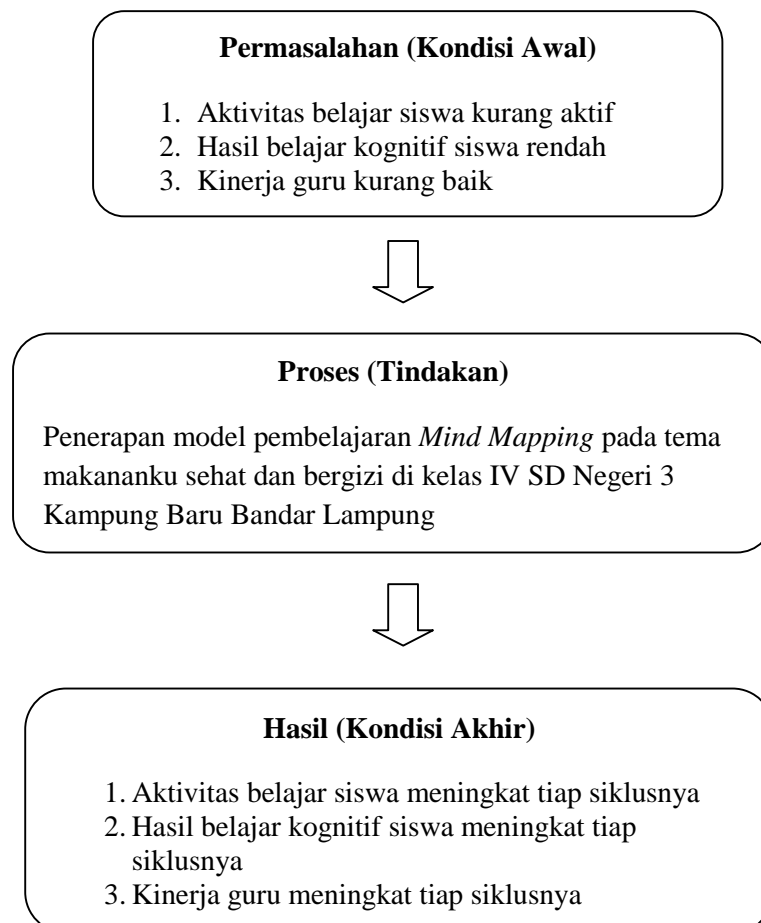 Permasalahan (Kondisi Awal)
1. Aktivitas belajar siswa kurang aktif
2. Hasil belajar kognitif siswa rendah
3. Kinerja guru kurang baik
Proses (Tindakan)
Penerapan model pembelajaran Mind Mapping pada tema
makananku sehat dan bergizi di kelas IV SD Negeri 3
Kampung Baru Bandar Lampung
Hasil (Kondisi Akhir)
1. Aktivitas belajar siswa meningkat tiap siklusnya
2. Hasil belajar kognitif siswa meningkat tiap
siklusnya
3. Kinerja guru meningkat tiap siklusnya